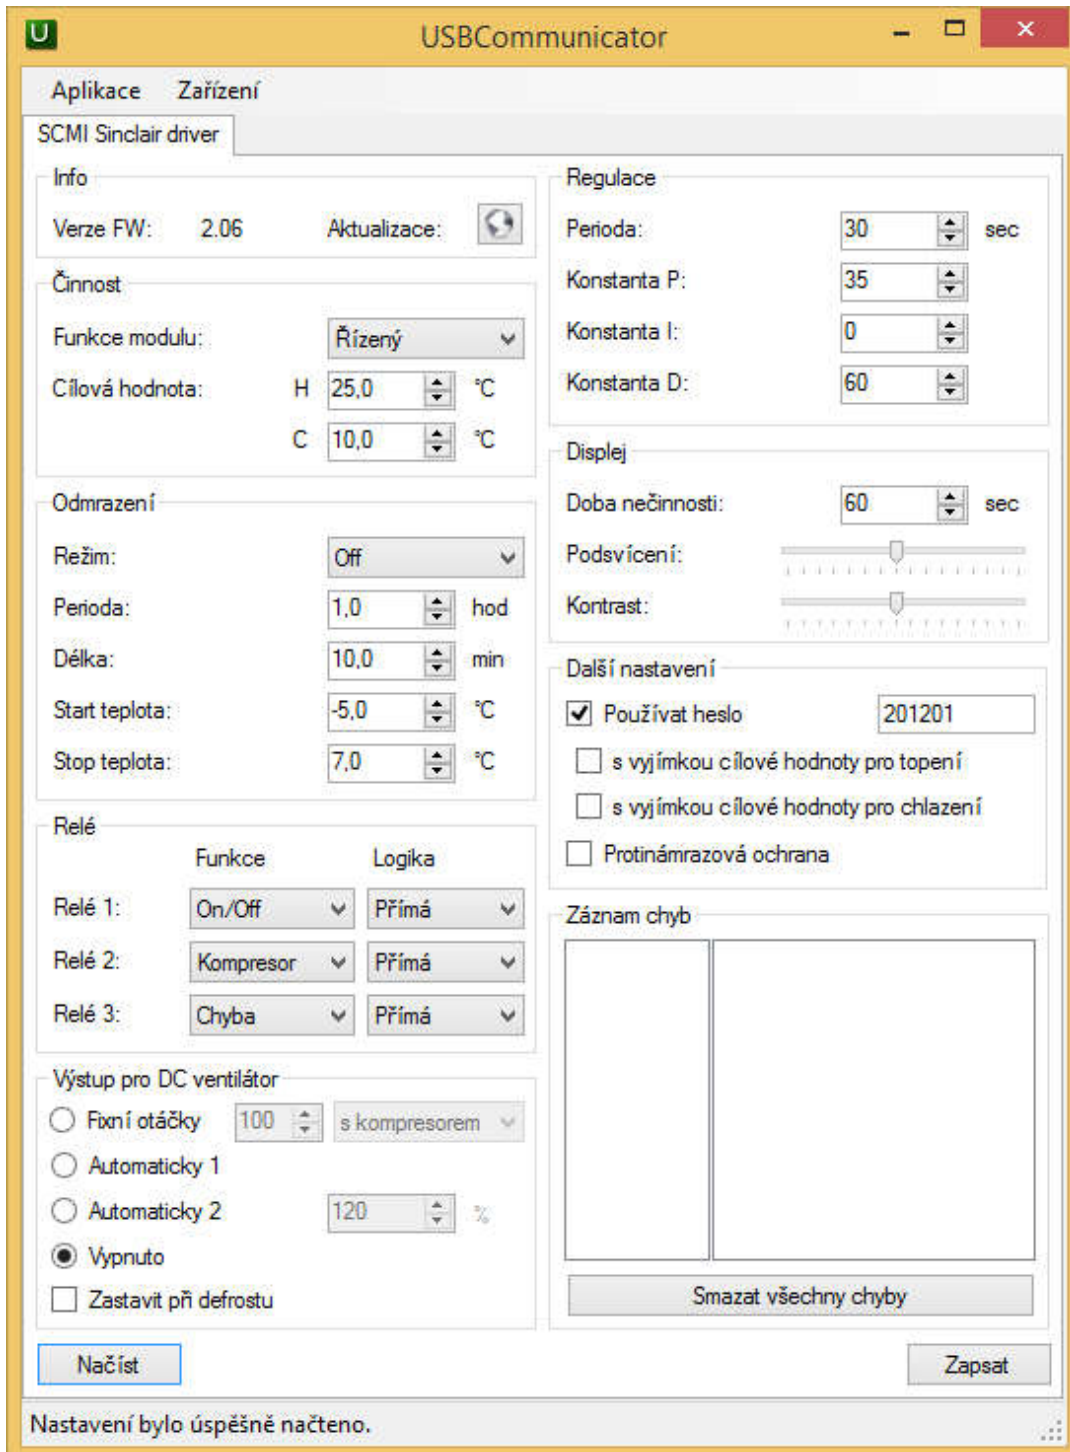 U
USBCommunicator
Aplikace Zařízení
SCMI Sinclair driver
Info
Verze FW: 2.06 Aktualizace:
Činnost
Funkce modulu: Řízený
Cílová hodnota: H 25,0 °C
C 10,0 °C
Odmrazení
Režim: Off
Perioda: 1,0 hod
Délka: 10,0 min
Start teplota: -5,0 °C
Stop teplota: 7,0 °C
Relé
Funkce Logika
Relé 1: On/Off Přímá
Relé 2: Kompresor Přímá
Relé 3: Chyba Přímá
Výstup pro DC ventilátor
Fixní otáčky 100 s kompresorem
Automaticky 1
Automaticky 2 120 %
Vypnuto
Zastavit při defrostu
Regulace
Perioda: 30 sec
Konstanta P: 35
Konstanta I: 0
Konstanta D: 60
Displej
Doba nečinnosti: 60 sec
Podsvícení:
Kontrast:
Další nastavení
Používat heslo 201201
s vyjímkou cílové hodnoty pro topení
s vyjímkou cílové hodnoty pro chlazení
Protinámrazová ochrana
Záznam chyb
Smazat všechny chyby
Načíst Zapsat
Nastavení bylo úspěšně načteno.